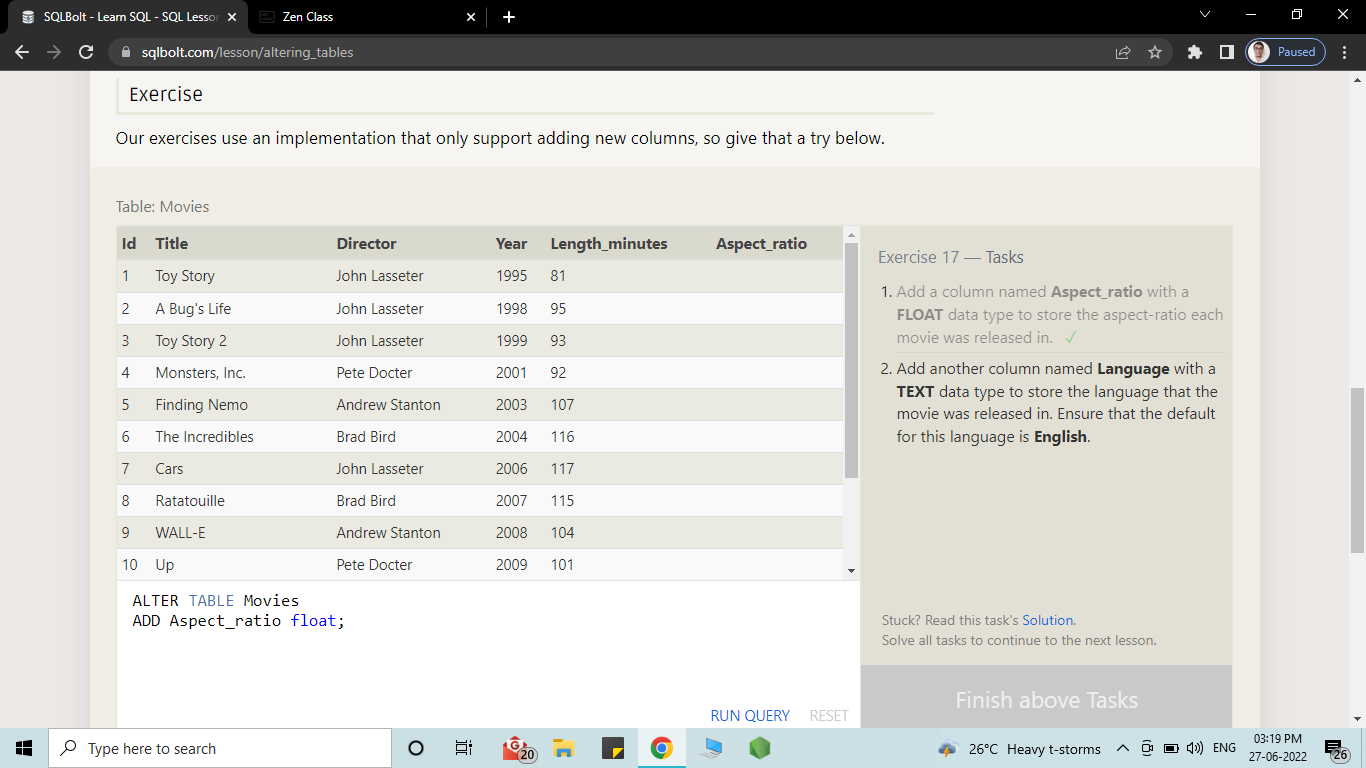 SQLBolt - Learn SQL - SQL Lesso
Zen Class
sqlbolt.com/lesson/altering_tables
Paused
Exercise
Our exercises use an implementation that only support adding new columns, so give that a try below.
Table: Movies
Id Title Director Year Length_minutes Aspect_ratio
1 Toy Story John Lasseter 1995 81
2 A Bug's Life John Lasseter 1998 95
3 Toy Story 2 John Lasseter 1999 93
4 Monsters, Inc. Pete Docter 2001 92
5 Finding Nemo Andrew Stanton 2003 107
6 The Incredibles Brad Bird 2004 116
7 Cars John Lasseter 2006 117
8 Ratatouille Brad Bird 2007 115
9 WALL-E Andrew Stanton 2008 104
10 Up Pete Docter 2009 101
ALTER TABLE Movies
ADD Aspect_ratio float;
RUN QUERY RESET
Exercise 17 — Tasks
1. Add a column named Aspect_ratio with a
FLOAT data type to store the aspect-ratio each
movie was released in. ✓
2. Add another column named Language with a
TEXT data type to store the language that the
movie was released in. Ensure that the default
for this language is English.
Stuck? Read this task's Solution.
Solve all tasks to continue to the next lesson.
Finish above Tasks
Type here to search
G
20
26°C Heavy t-storms
ENG
03:19 PM
27-06-2022
26